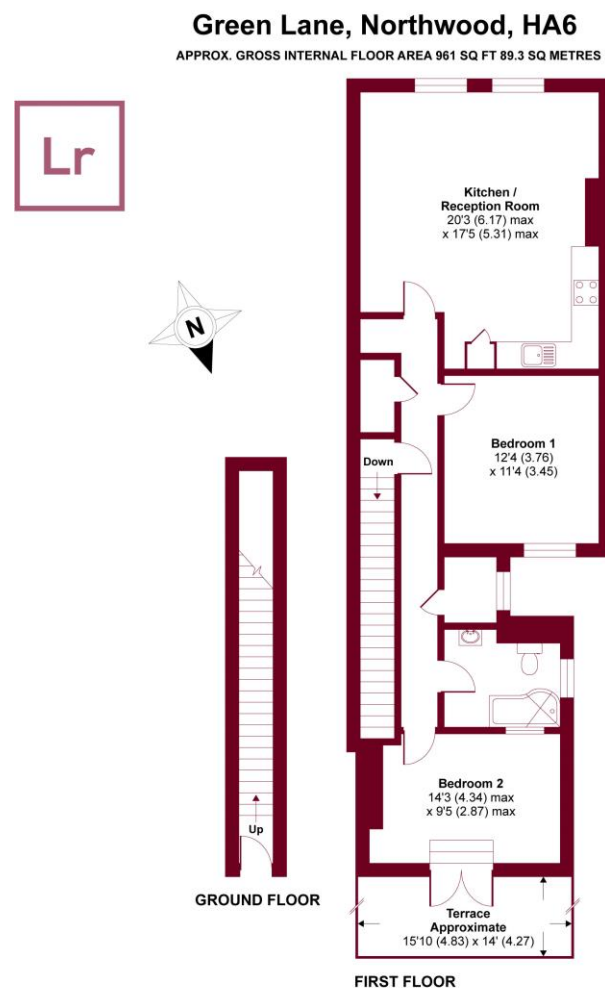 Green Lane, Northwood, HA6
APPROX. GROSS INTERNAL FLOOR AREA 961 SQ FT 89.3 SQ METRES
Lr
Kitchen /
Reception Room
20'3 (6.17) max
x 17'5 (5.31) max
N
Bedroom 1
12'4 (3.76)
x 11'4 (3.45)
Down
Up
Bedroom 2
14'3 (4.34) max
x 9'5 (2.87) max
GROUND FLOOR
Terrace
Approximate
15'10 (4.83) x 14' (4.27)
FIRST FLOOR